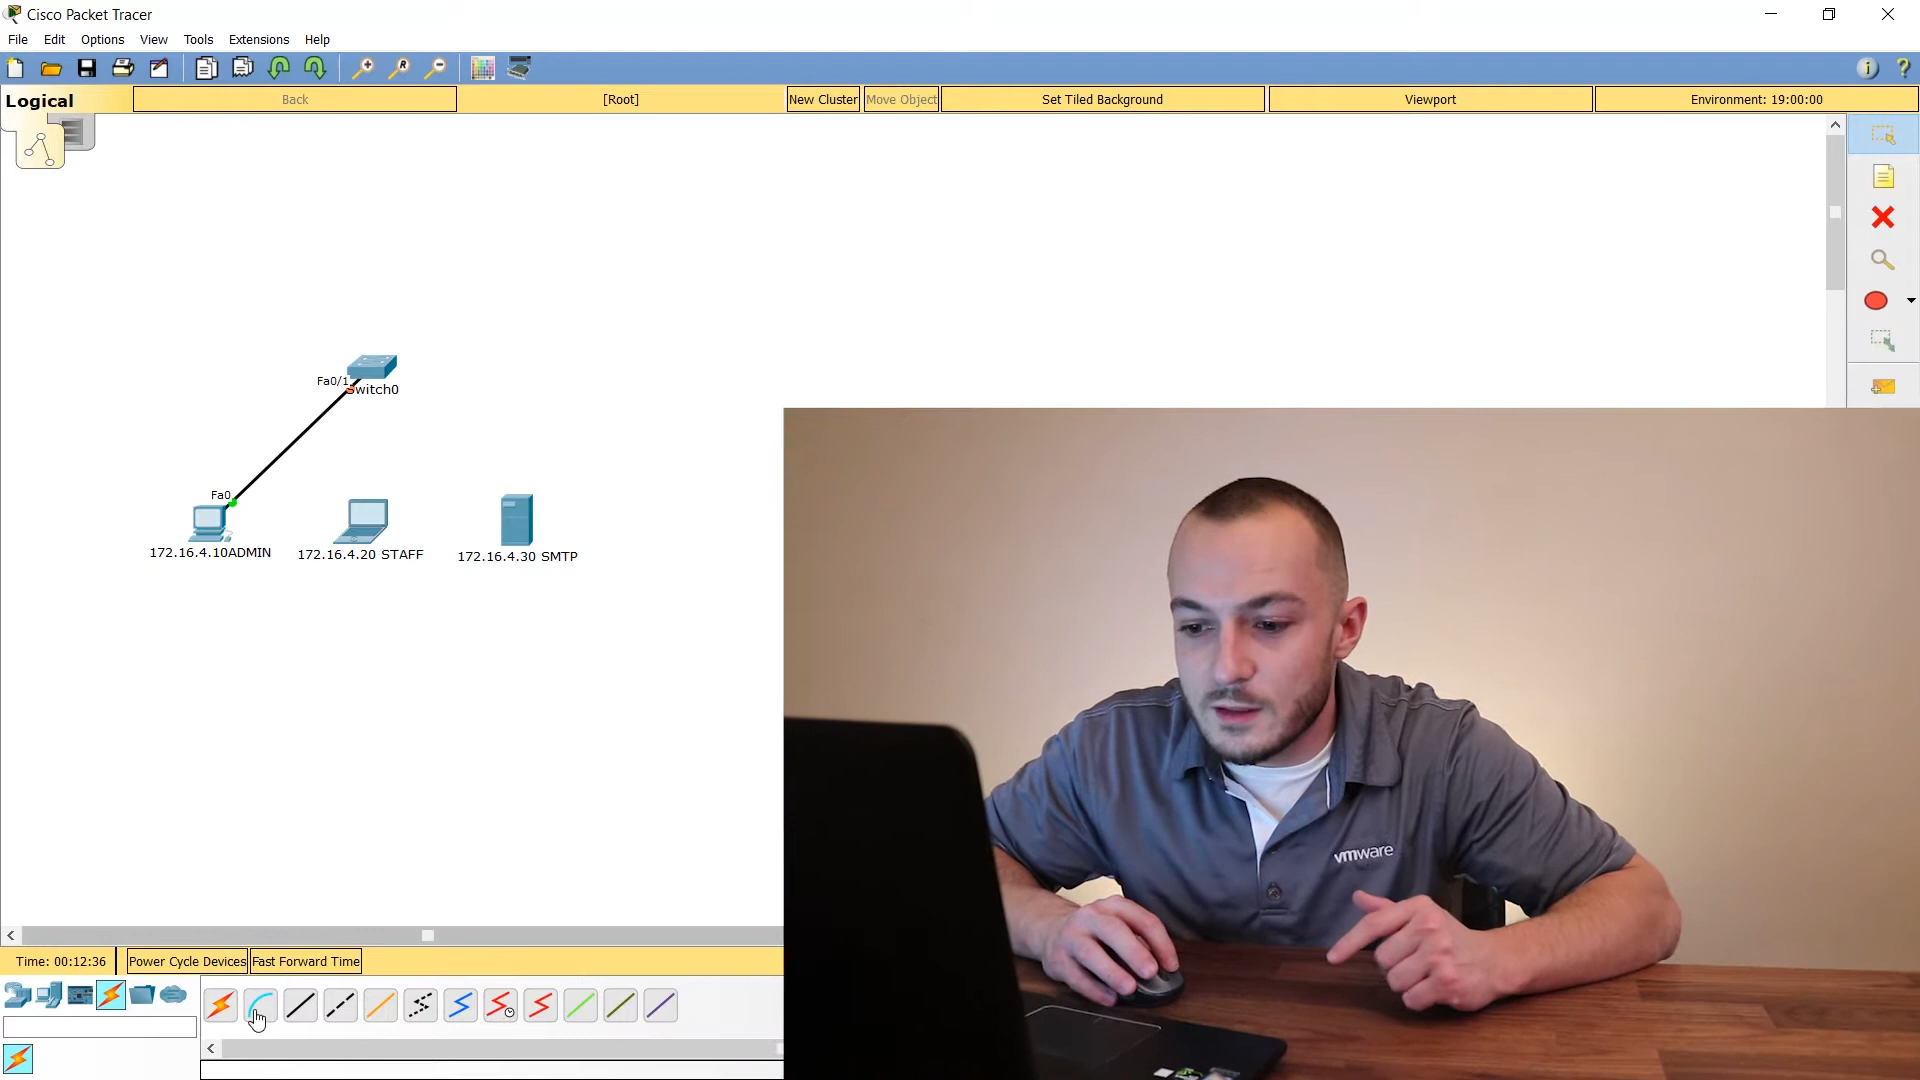 Cisco Packet Tracer
File Edit Options View Tools Extensions Help
Logical Back [Root] New Cluster Move Object Set Tiled Background Viewport Environment: 19:00:00
Fa0/1
Switch0
Fa0
172.16.4.10ADMIN 172.16.4.20 STAFF 172.16.4.30 SMTP
vmware
Time: 00:12:36 Power Cycle Devices Fast Forward Time